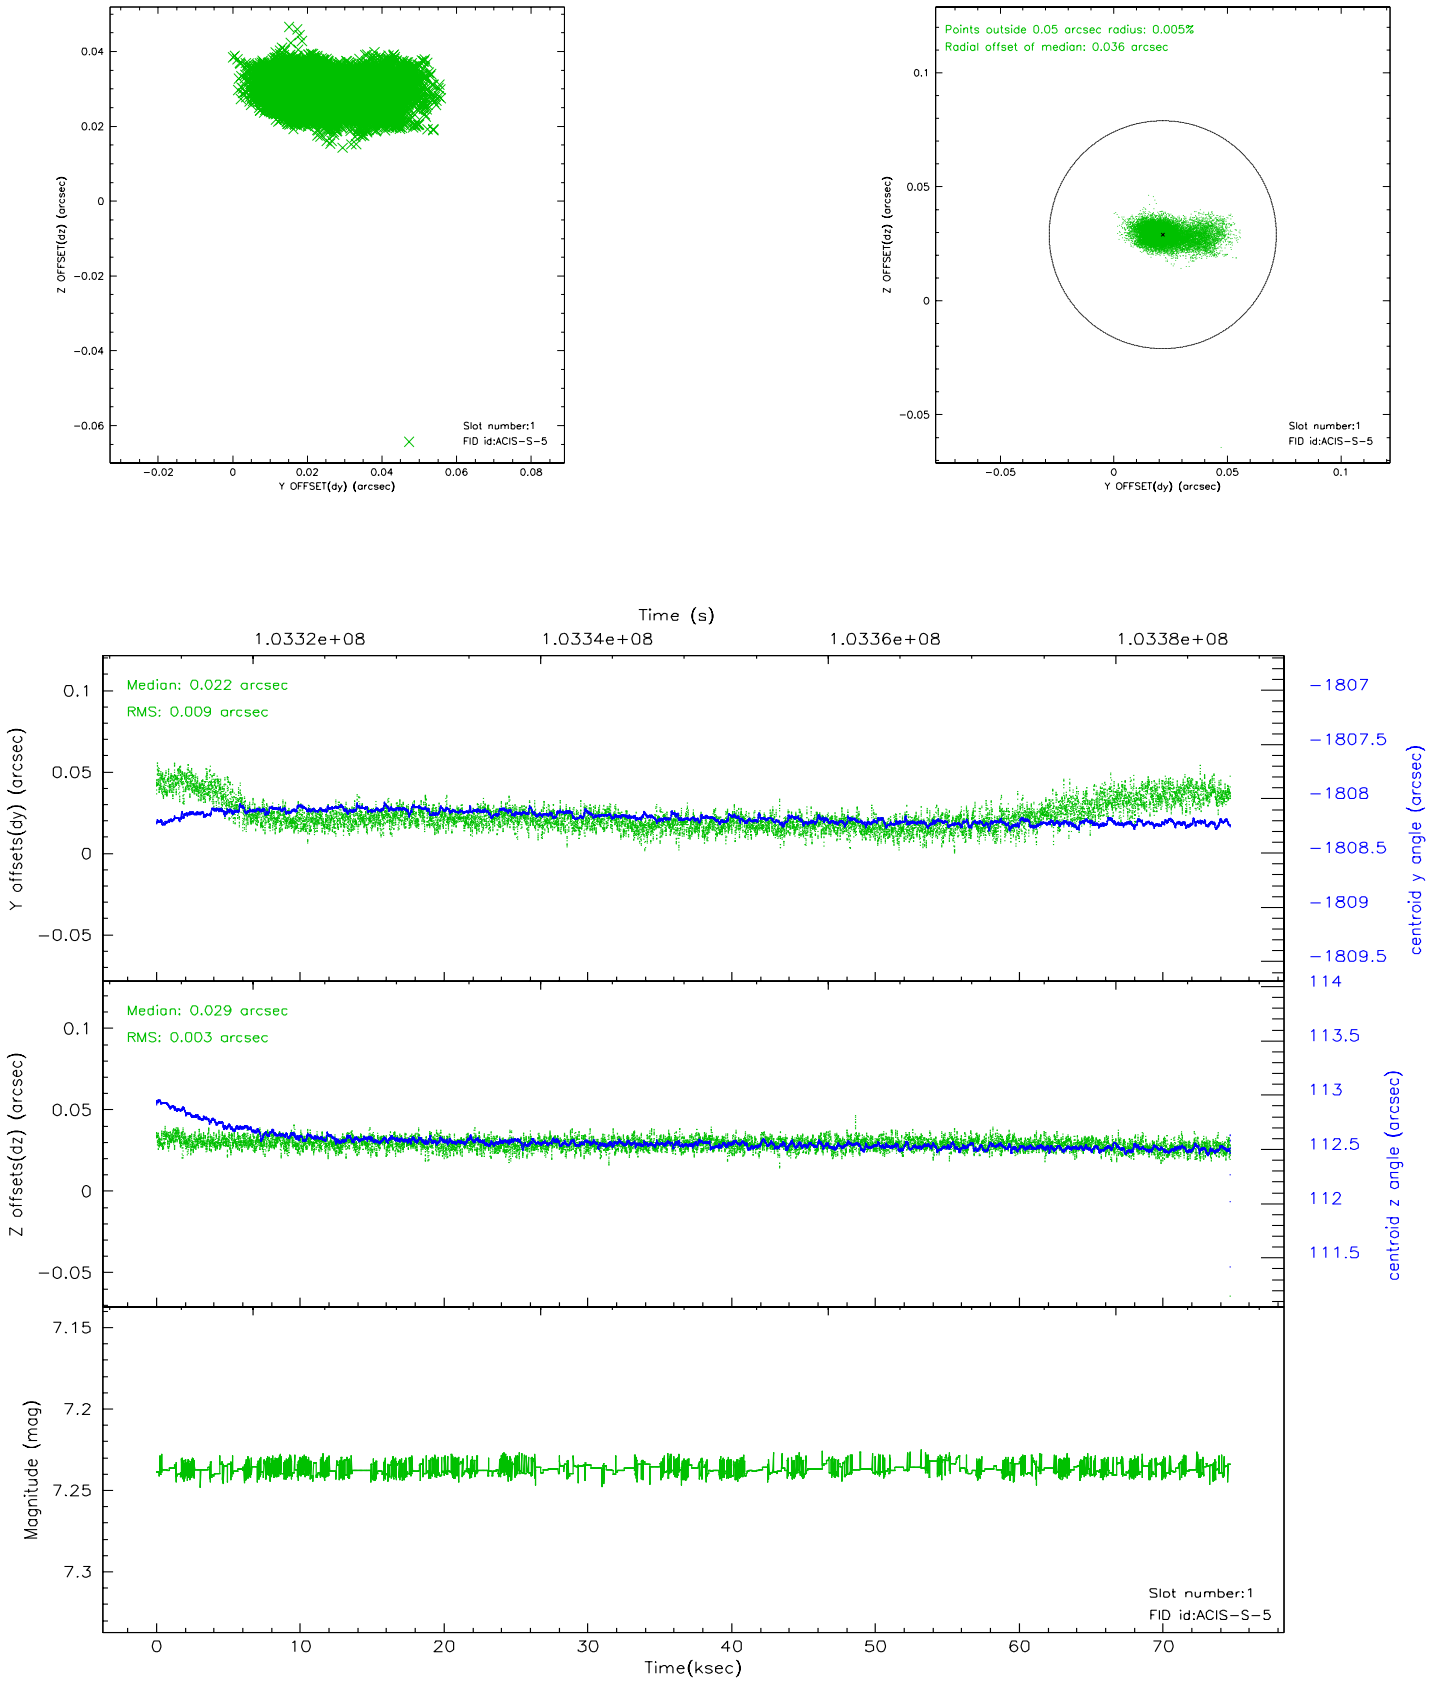 0.04
0.02
0
−0.02
−0.04
−0.06
Z OFFSET(dz) (arcsec)
Slot number:1
FID id:ACIS−S−5
−0.02
0
0.02
0.04
0.06
0.08
Y OFFSET(dy) (arcsec)
Points outside 0.05 arcsec radius: 0.005%
Radial offset of median: 0.036 arcsec
0.1
0.05
0
−0.05
Z OFFSET(dz) (arcsec)
Slot number:1
FID id:ACIS−S−5
−0.05
0
0.05
0.1
Y OFFSET(dy) (arcsec)
Time (s)
1.0332e+08
1.0334e+08
1.0336e+08
1.0338e+08
Median: 0.022 arcsec
RMS: 0.009 arcsec
0.1
0.05
0
−0.05
Y offsets(dy) (arcsec)
−1807
−1807.5
−1808
−1808.5
−1809
−1809.5
centroid y angle (arcsec)
Median: 0.029 arcsec
RMS: 0.003 arcsec
0.1
0.05
0
−0.05
Z offsets(dz) (arcsec)
114
113.5
113
112.5
112
111.5
centroid z angle (arcsec)
7.15
7.2
7.25
7.3
Magnitude (mag)
Slot number:1
FID id:ACIS−S−5
0
10
20
30
40
50
60
70
Time(ksec)